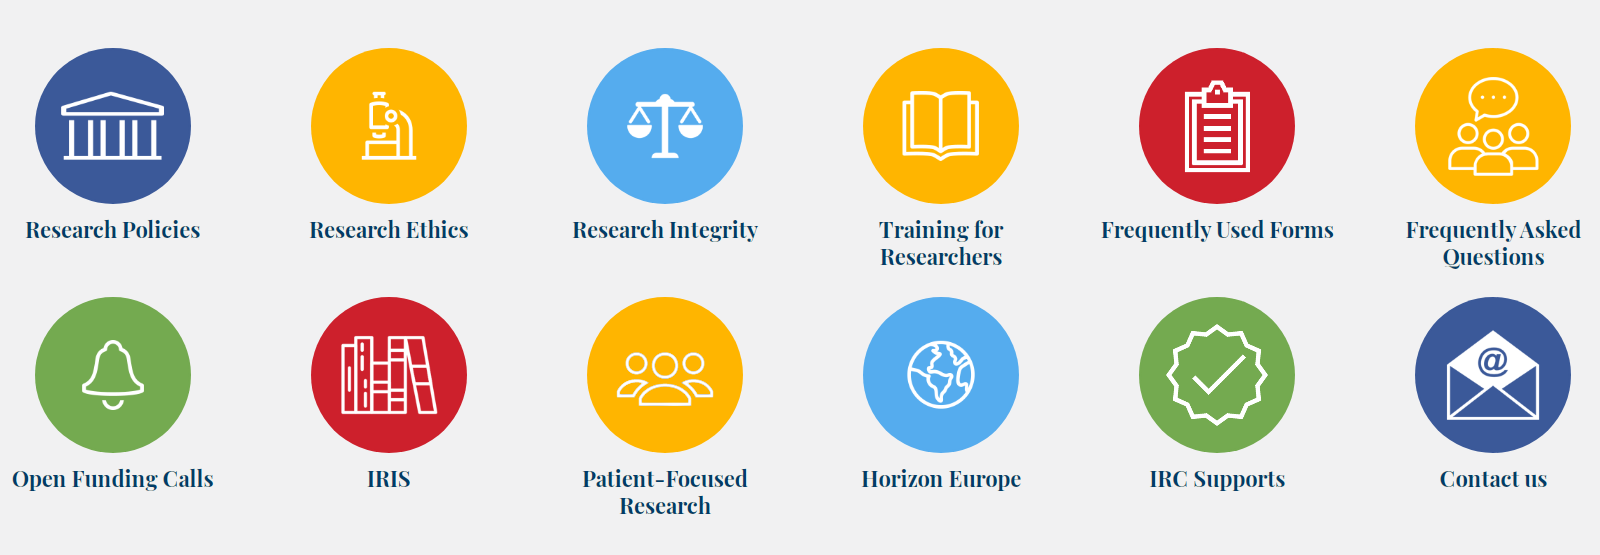 Research Policies
Research Ethics
Research Integrity
Training for
Researchers
Frequently Used Forms
Frequently Asked
Questions
Open Funding Calls
IRIS
Patient-Focused
Research
Horizon Europe
IRC Supports
@
Contact us